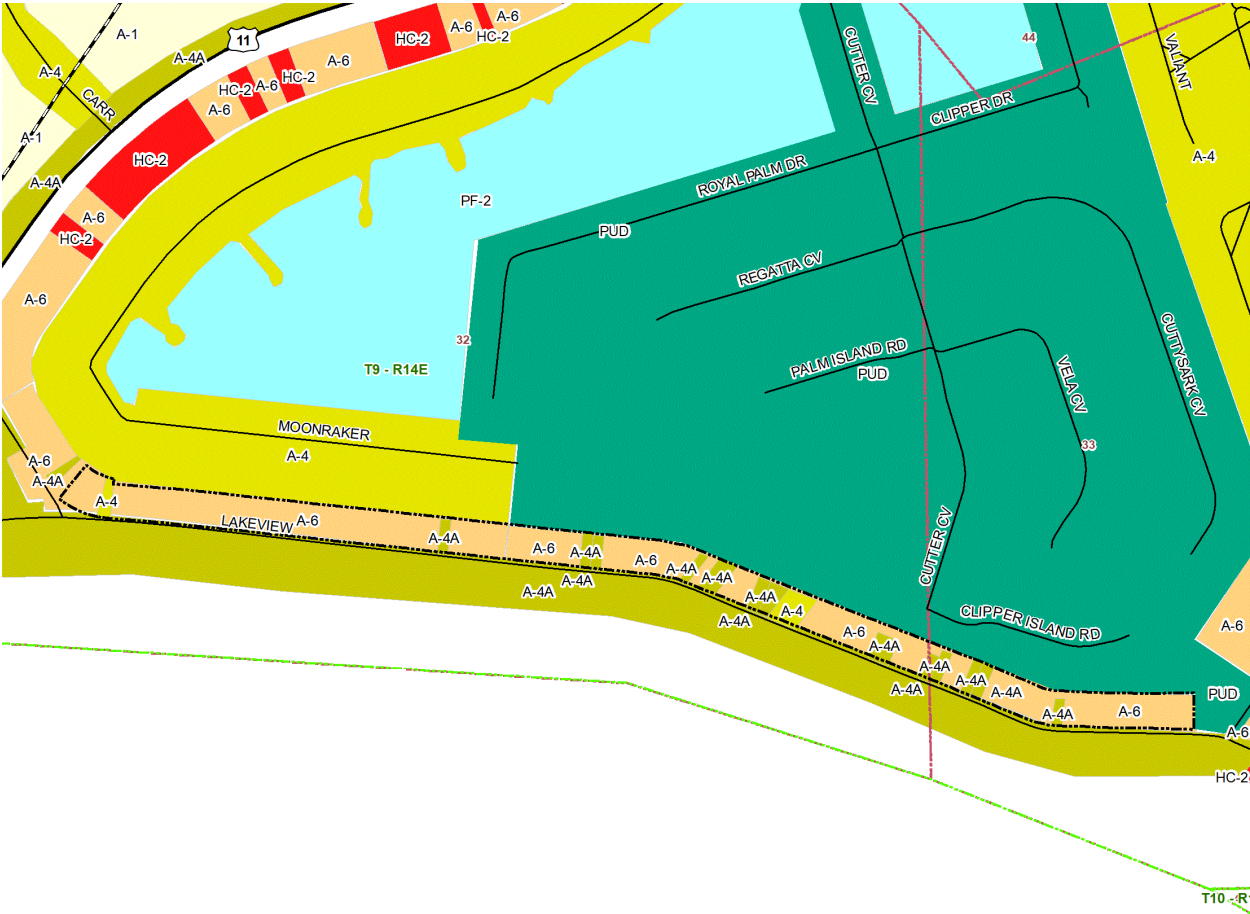 A-1
A-4
A-4A
11
HC-2
A-6
HC-2
A-6
HC-2
A-6
HC-2
A-6
A-6
44
CUTTER CV
VALIANT
CARR
A-1
CLIPPER DR
A-4
HC-2
ROYAL PALM DR
A-4A
PF-2
A-6
HC-2
PUD
REGATTA CV
A-6
32
T9 - R14E
PALM ISLAND RD
PUD
VELA CV
CUTTYSARK CV
MOONRAKER
A-4
33
A-6
A-4A
A-4
LAKEVIEW
A-6
A-4A
A-6
A-4A
A-4A
A-4A
A-6
A-4A
A-4A
A-4A
A-4
A-4A
CUTTER CV
CLIPPER ISLAND RD
A-6
A-6
A-4A
A-4A
A-4A
A-4A
A-4A
PUD
A-4A
A-6
A-6
HC-2
T10 - R1